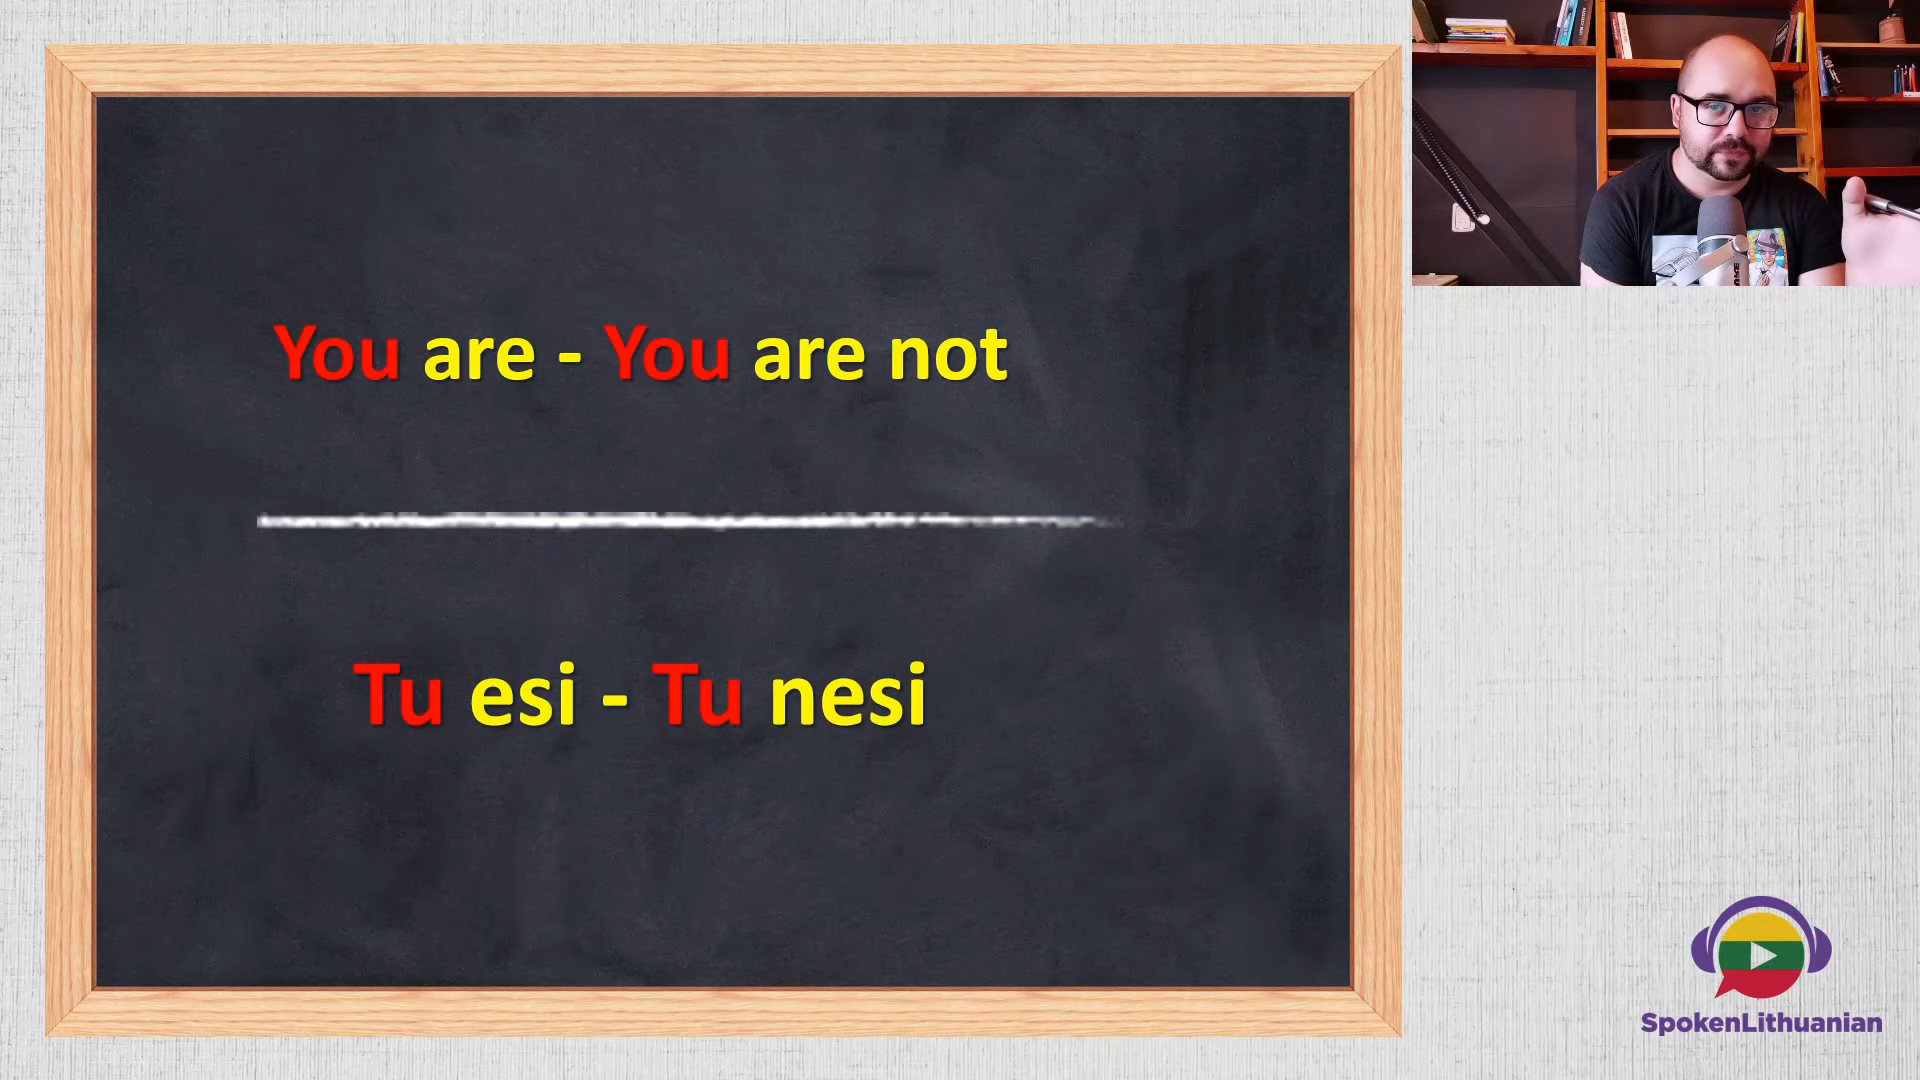 You are - You are not
Tu esi - Tu nesi
SpokenLithuanian